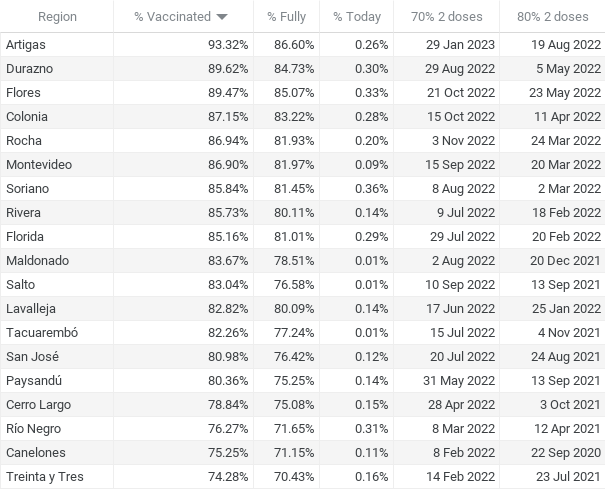 Region % Vaccinated % Fully % Today 70% 2 doses 80% 2 doses
Artigas 93.32% 86.60% 0.26% 29 Jan 2023 19 Aug 2022
Durazno 89.62% 84.73% 0.30% 29 Aug 2022 5 May 2022
Flores 89.47% 85.07% 0.33% 21 Oct 2022 23 May 2022
Colonia 87.15% 83.22% 0.28% 15 Oct 2022 11 Apr 2022
Rocha 86.94% 81.93% 0.20% 3 Nov 2022 24 Mar 2022
Montevideo 86.90% 81.97% 0.09% 15 Sep 2022 20 Mar 2022
Soriano 85.84% 81.45% 0.36% 8 Aug 2022 2 Mar 2022
Rivera 85.73% 80.11% 0.14% 9 Jul 2022 18 Feb 2022
Florida 85.16% 81.01% 0.29% 29 Jul 2022 20 Feb 2022
Maldonado 83.67% 78.51% 0.01% 2 Aug 2022 20 Dec 2021
Salto 83.04% 76.58% 0.01% 10 Sep 2022 13 Sep 2021
Lavalleja 82.82% 80.09% 0.14% 17 Jun 2022 25 Jan 2022
Tacuarembó 82.26% 77.24% 0.01% 15 Jul 2022 4 Nov 2021
San José 80.98% 76.42% 0.12% 20 Jul 2022 24 Aug 2021
Paysandú 80.36% 75.25% 0.14% 31 May 2022 13 Sep 2021
Cerro Largo 78.84% 75.08% 0.15% 28 Apr 2022 3 Oct 2021
Río Negro 76.27% 71.65% 0.31% 8 Mar 2022 12 Apr 2021
Canelones 75.25% 71.15% 0.11% 8 Feb 2022 22 Sep 2020
Treinta y Tres 74.28% 70.43% 0.16% 14 Feb 2022 23 Jul 2021